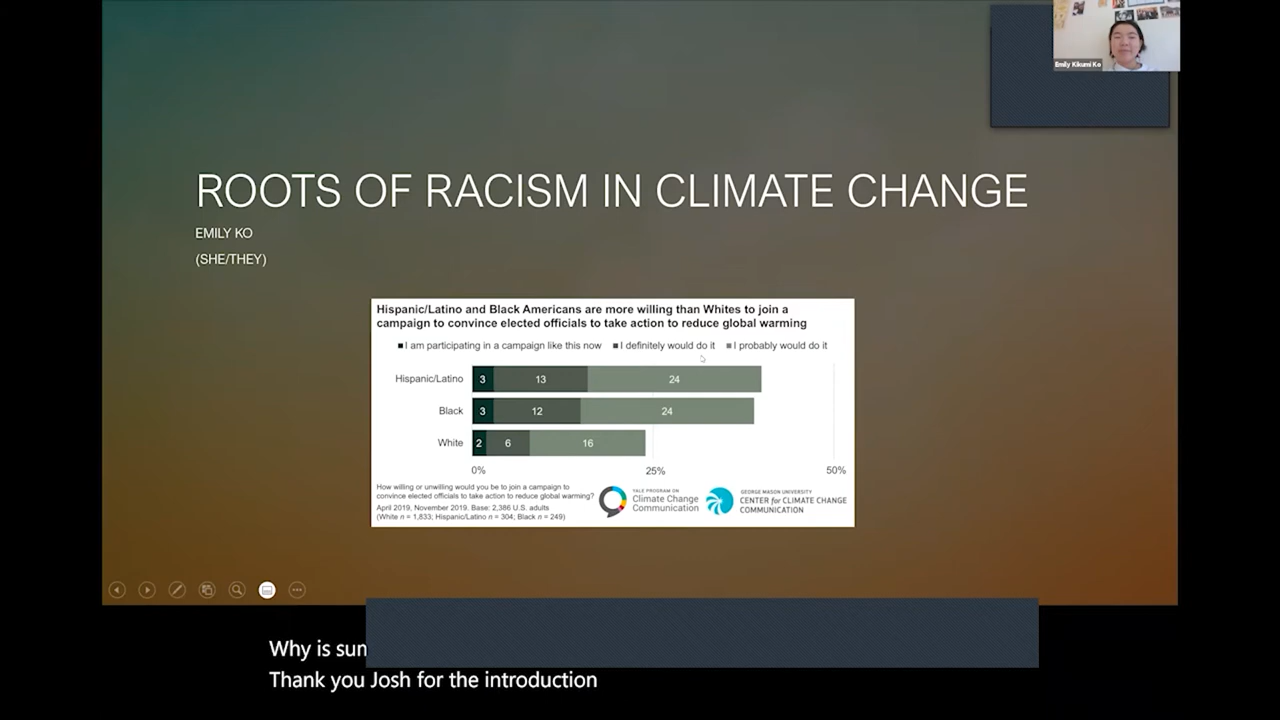 Emily Kikumi Ko
ROOTS OF RACISM IN CLIMATE CHANGE
EMILY KO
(SHE/THEY)
Hispanic/Latino and Black Americans are more willing than Whites to join a
campaign to convince elected officials to take action to reduce global warming
I am participating in a campaign like this now I definitely would do it I probably would do it
Hispanic/Latino 3 13 24
Black 3 12 24
White 2 6 16
0% 25% 50%
How willing or unwilling would you be to join a campaign to
convince elected officials to take action to reduce global warming?
April 2019, November 2019. Base: 2,386 U.S. adults
(White n = 1,833; Hispanic/Latino n = 304; Black n = 249)
YALE PROGRAM ON
Climate Change
Communication
GEORGE MASON UNIVERSITY
CENTER for CLIMATE CHANGE
COMMUNICATION
Why is sun
Thank you Josh for the introduction